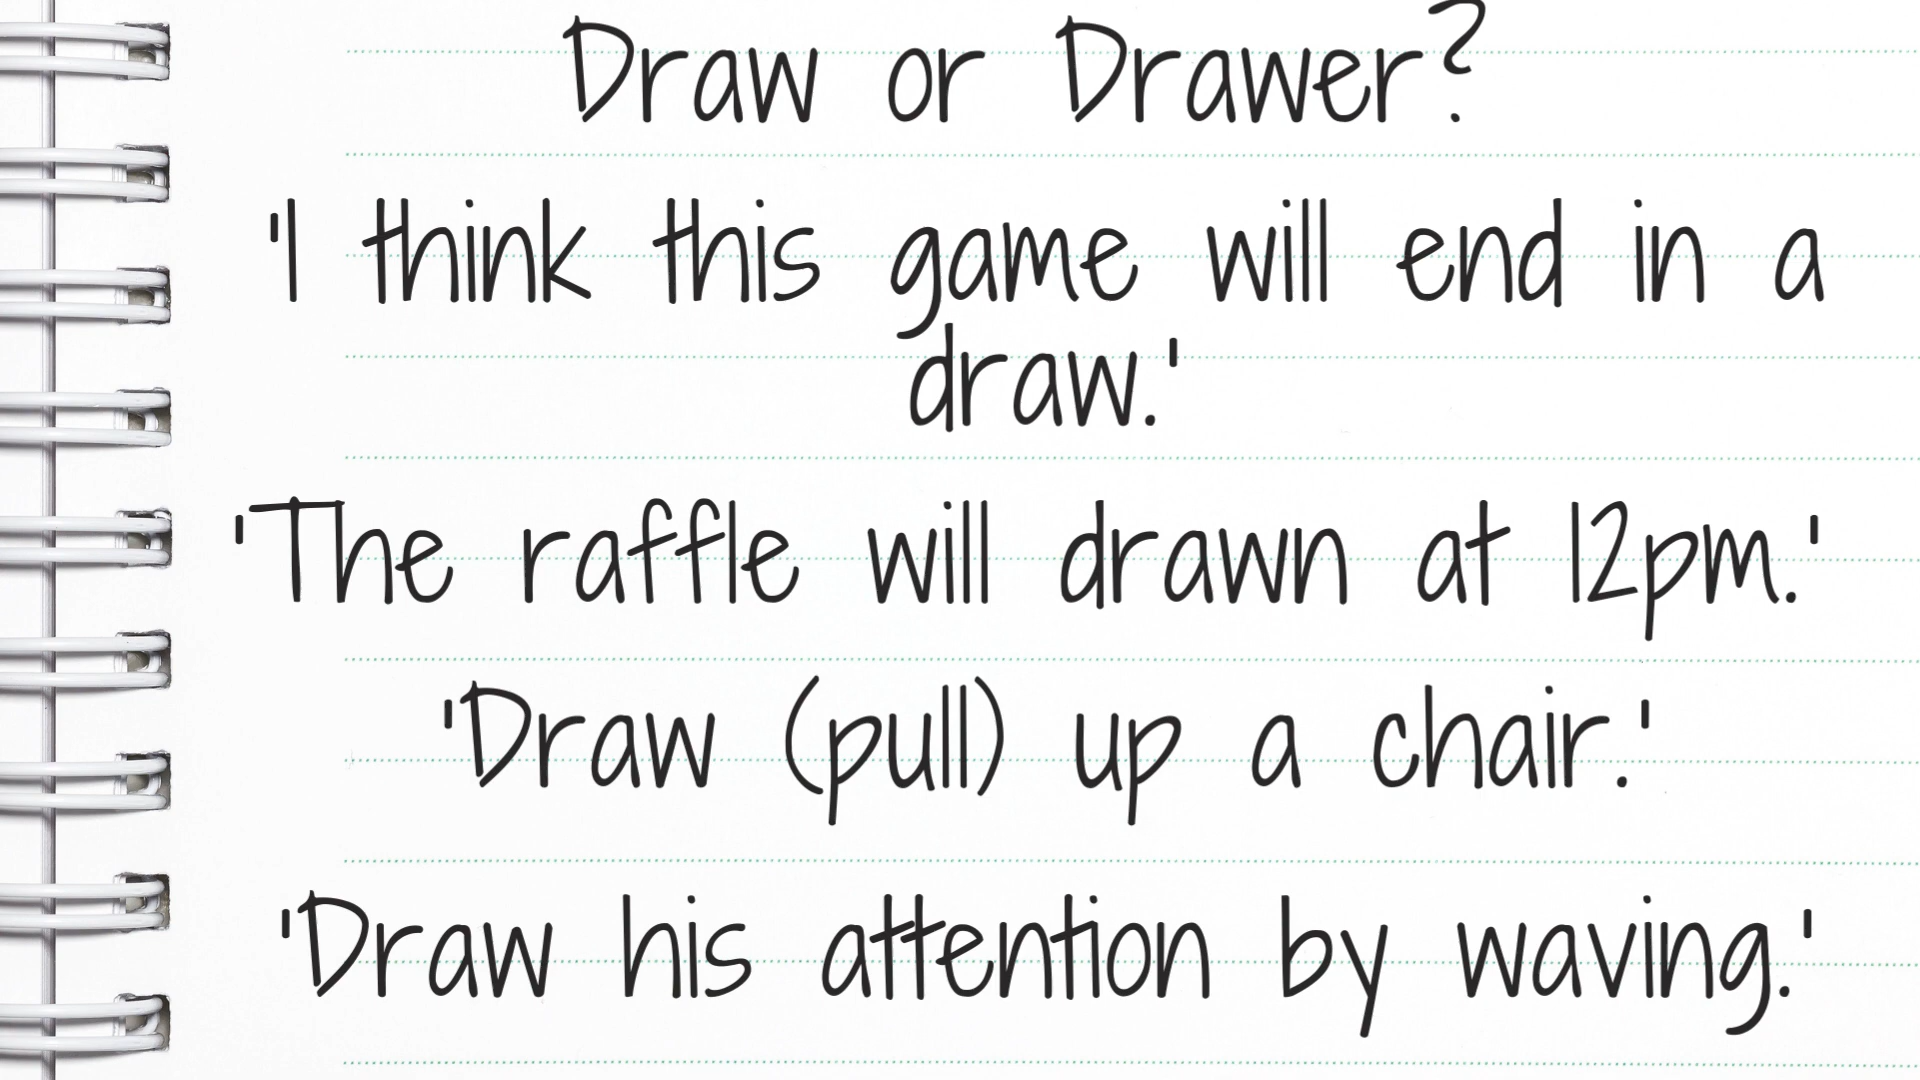 Draw or Drawer?
'I think this game will end in a
draw.'
'The raffle will drawn at 12pm.'
'Draw (pull) up a chair.'
'Draw his attention by waving.'